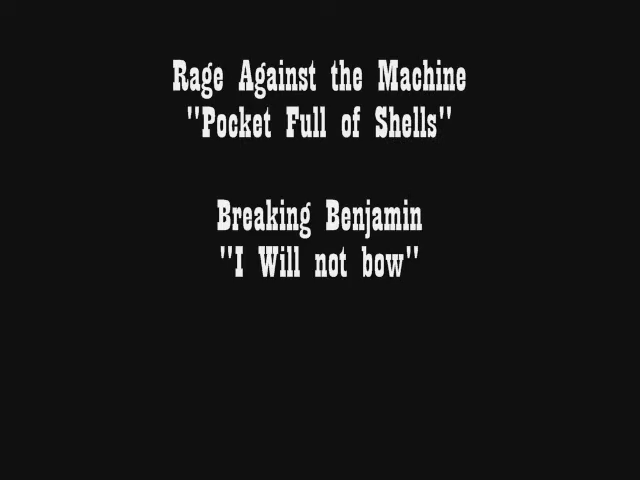 Rage Against the Machine
"Pocket Full of Shells"
Breaking Benjamin
"I Will not bow"